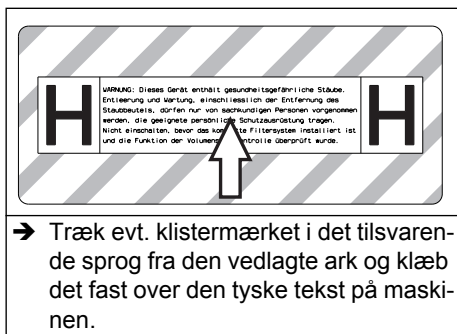 H
WARNUNG: Dieses Gerät enthält gesundheitsgefährliche Stäube.
Entleerung und Wartung, einschliesslich der Entfernung des
Staubbeutels, dürfen nur von sachkundigen Personen vorgenommen
werden, die geeignete persönliche Schutzausrüstung tragen.
Nicht einschalten, bevor das Filtersystem installiert ist
und die Funktion der überprüft wurde.
H
➔ Træk evt. klistermærket i det tilsvaren-
de sprog fra den vedlagte ark og klæb
det fast over den tyske tekst på maski-
nen.